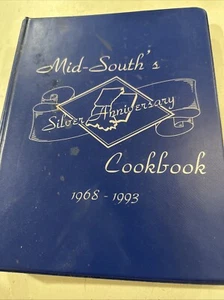 Mid-South's
Silver Anniversary
Cookbook
1968 - 1993